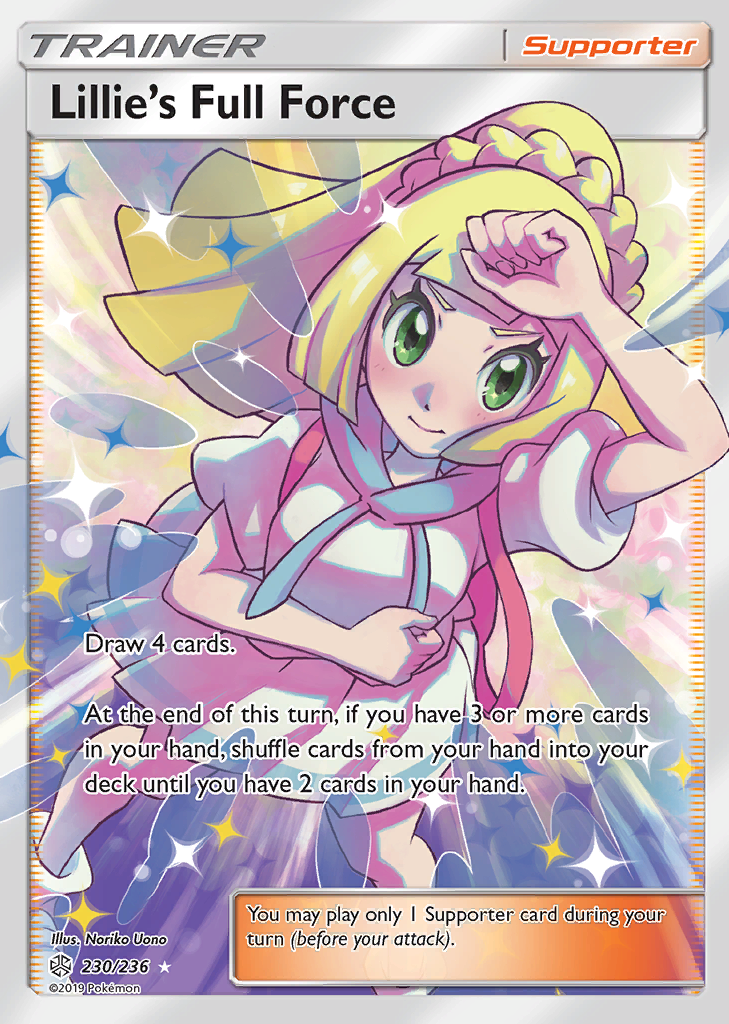 TRAINER
Supporter
Lillie's Full Force
Draw 4 cards.
At the end of this turn, if you have 3 or more cards
in your hand, shuffle cards from your hand into your
deck until you have 2 cards in your hand.
You may play only 1 Supporter card during your
turn (before your attack).
Illus. Noriko Uono
230/236
©2019 Pokémon